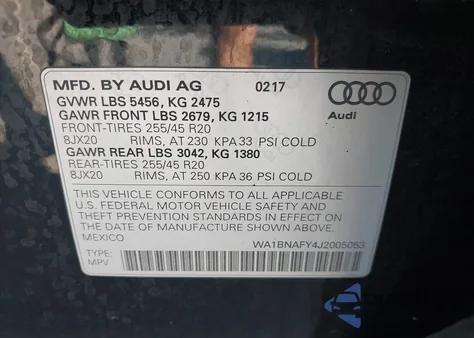 MFD. BY AUDI AG 0217
GVWR LBS 5456, KG 2475
GAWR FRONT LBS 2679, KG 1215
FRONT-TIRES 255/45 R20
8JX20 RIMS, AT 230 KPA 33 PSI COLD
GAWR REAR LBS 3042, KG 1380
REAR-TIRES 255/45 R20
8JX20 RIMS, AT 250 KPA 36 PSI COLD
Audi
THIS VEHICLE CONFORMS TO ALL APPLICABLE
U.S. FEDERAL MOTOR VEHICLE SAFETY AND
THEFT PREVENTION STANDARDS IN EFFECT ON
THE DATE OF MANUFACTURE SHOWN ABOVE.
MEXICO
WA1BNAFY4J2005053
TYPE:
MPV